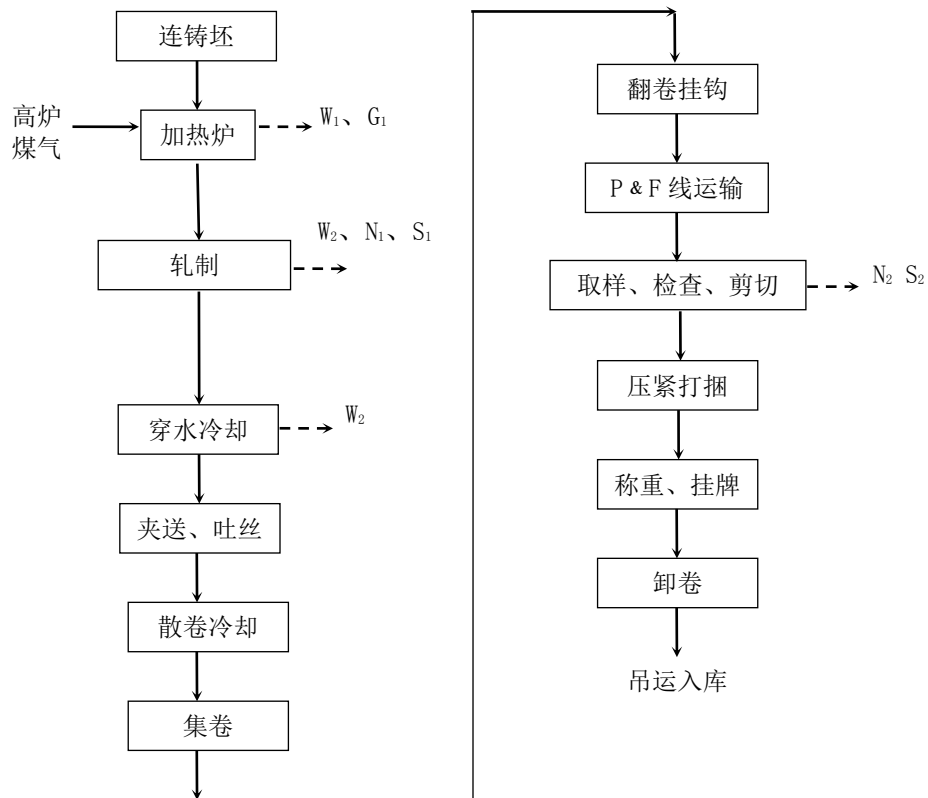 连铸坯
高炉
煤气
加热炉
W₁、G₁
轧制
W₂、N₁、S₁
穿水冷却
W₂
夹送、吐丝
散卷冷却
集卷
翻卷挂钩
P&F线运输
取样、检查、剪切
N₂ S₂
压紧打捆
称重、挂牌
卸卷
吊运入库